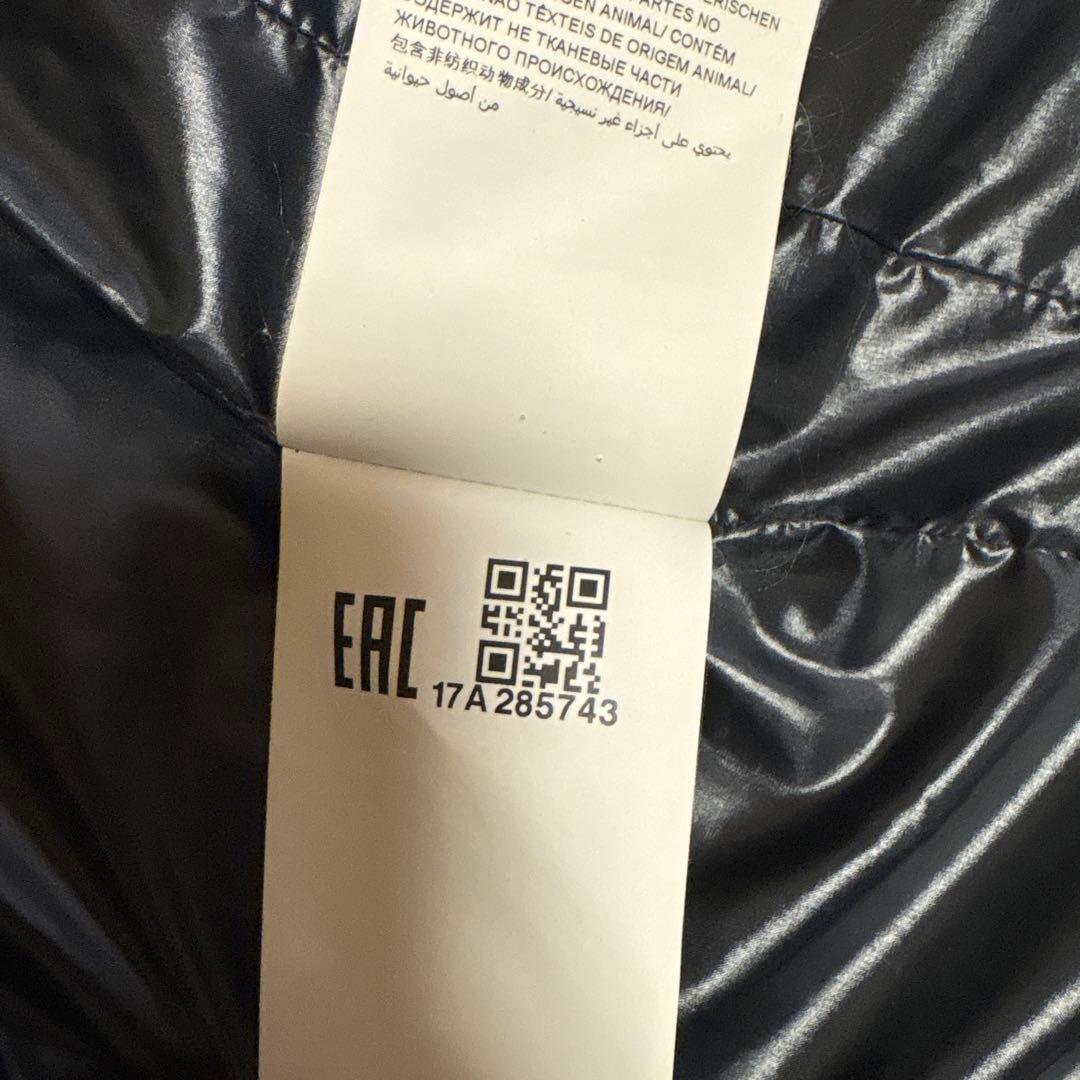 ERISCHEN
PARTES NO
GEN ANIMAL/ CONTÉM
NÃO TÊXTEIS DE ORIGEM ANIMAL/
СОДЕРЖИТ НЕ ТКАНЕВЫЕ ЧАСТИ
ЖИВОТНОГО ПРОИСХОЖДЕНИЯ/
包含非纺织动物成分/ يحتوي على أجزاء غير نسيجية
من أصول حيوانية
EAC
17A 285743